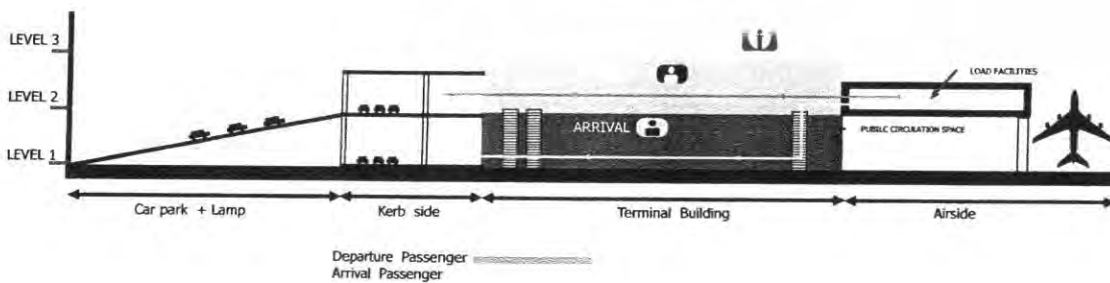 LEVEL 3
LOAD FACILITIES
LEVEL 2
ARRIVAL
PUBILC CIRCULATION SPACE
LEVEL 1
Car park + Lamp
Kerb side
Terminal Building
Airside
Departure Passenger
Arrival Passenger